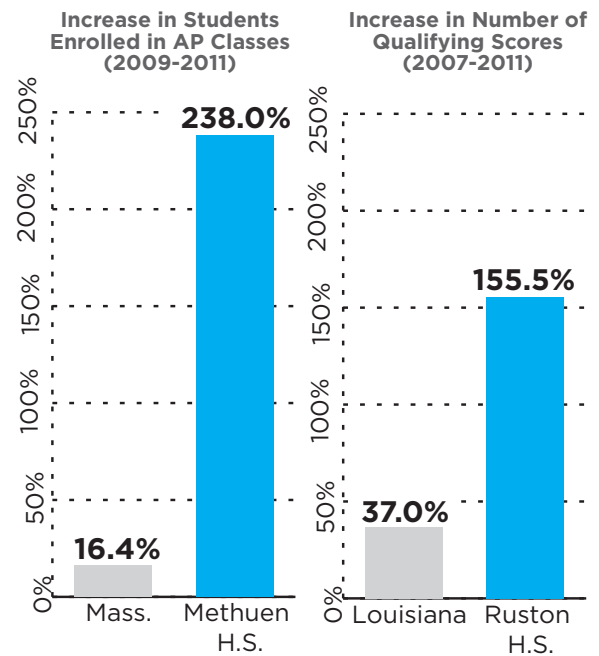 Increase in Students
Enrolled in AP Classes
(2009-2011)
250%
200%
150%
100%
50%
0%
238.0%
16.4%
Mass.
Methuen
H.S.
Increase in Number of
Qualifying Scores
(2007-2011)
250%
200%
150%
100%
50%
0%
155.5%
37.0%
Louisiana
Ruston
H.S.